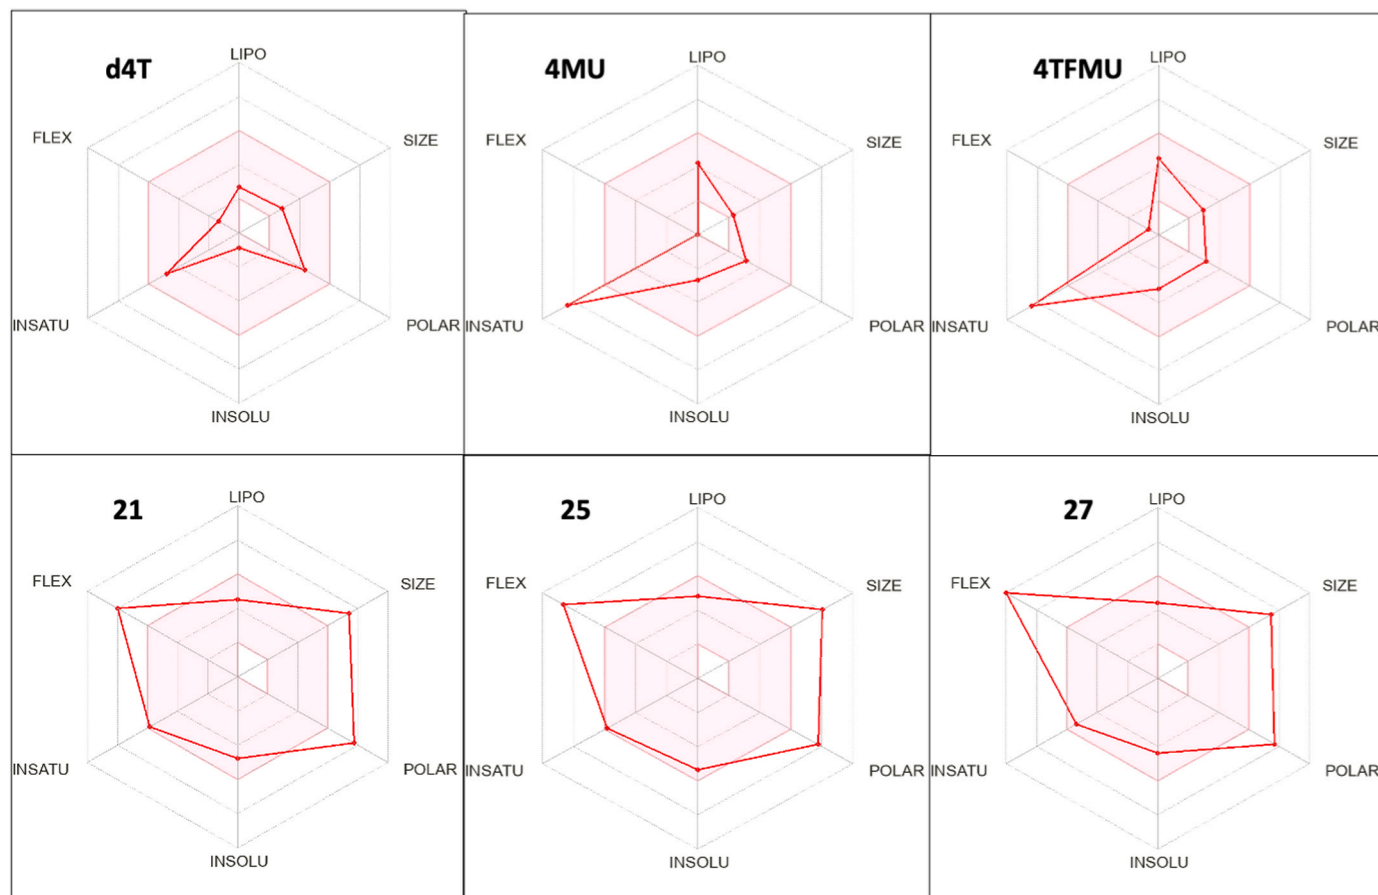 d4T
LIPO
FLEX
SIZE
INSATU
POLAR
INSOLU
4MU
LIPO
FLEX
SIZE
INSATU
POLAR
INSOLU
4TFMU
LIPO
FLEX
SIZE
INSATU
POLAR
INSOLU
21
LIPO
FLEX
SIZE
INSATU
POLAR
INSOLU
25
LIPO
FLEX
SIZE
INSATU
POLAR
INSOLU
27
LIPO
FLEX
SIZE
INSATU
POLAR
INSOLU